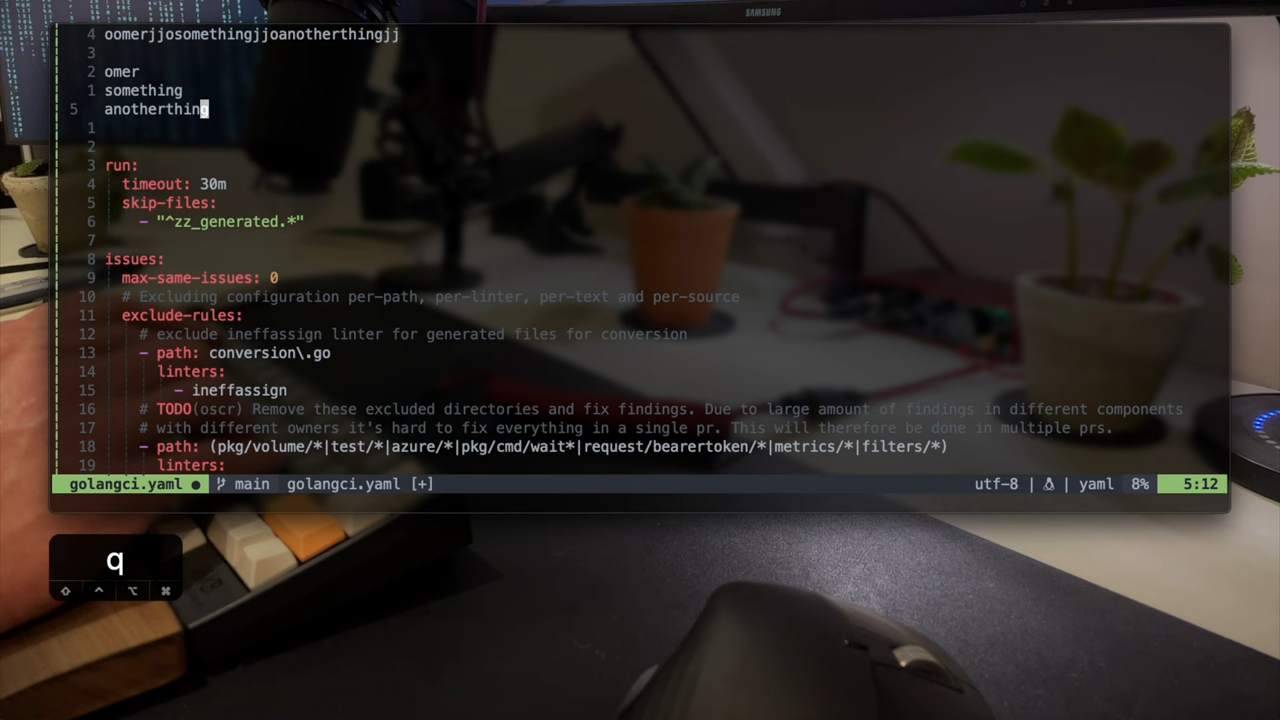 SAMSUNG
4 oomerjjosomethingjjoanotherthingjj
3
2 omer
1 something
5 anotherthing
1
2
3 run:
4 timeout: 30m
5 skip-files:
6 - "^zz_generated.*"
7
8 issues:
9 max-same-issues: 0
10 # Excluding configuration per-path, per-linter, per-text and per-source
11 exclude-rules:
12 # exclude ineffassign linter for generated files for conversion
13 - path: conversion\.go
14 linters:
15 - ineffassign
16 # TODO(oscr) Remove these excluded directories and fix findings. Due to large amount of findings in different components
17 # with different owners it's hard to fix everything in a single pr. This will therefore be done in multiple prs.
18 - path: (pkg/volume/*|test/*|azure/*|pkg/cmd/wait*|request/bearertoken/*|metrics/*|filters/*)
19 linters:
golangci.yaml ● main golangci.yaml [+] utf-8 | | yaml 8% 5:12
q
⇧ ^ ⌥ ⌘